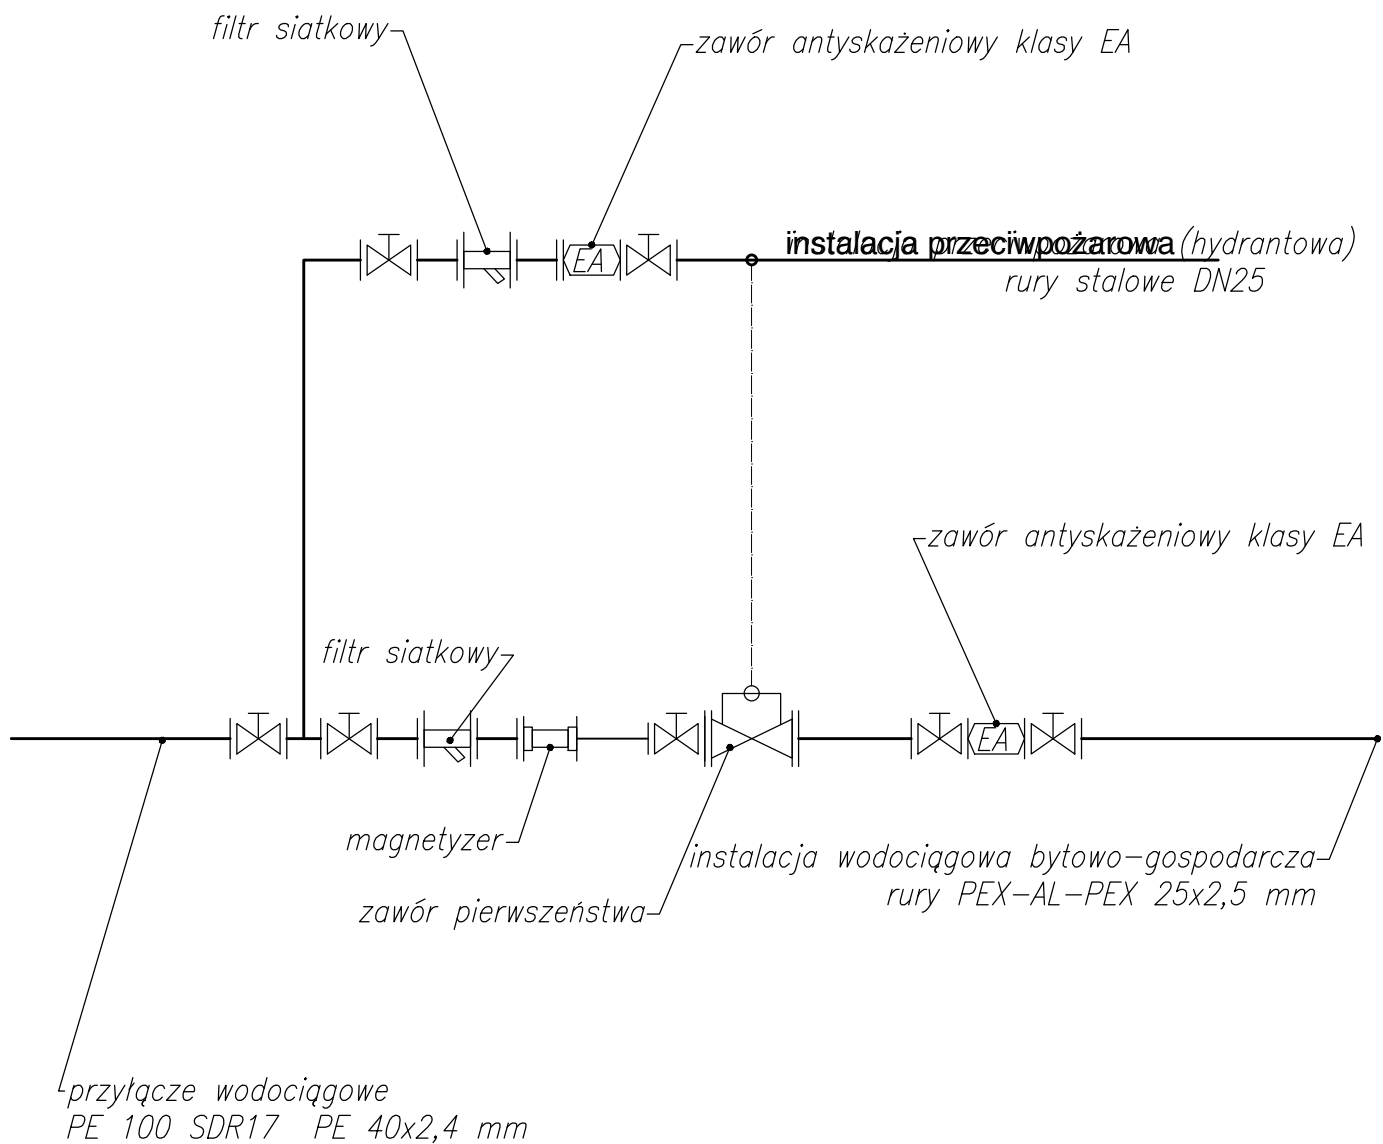 filtr siatkowy
zawór antyskażeniowy klasy EA
instalacja przeciwpożarowa (hydrantowa)
rury stalowe DN25
EA
zawór antyskażeniowy klasy EA
filtr siatkowy
EA
magnetyzer
instalacja wodociągowa bytowo-gospodarcza
rury PEX-AL-PEX 25x2,5 mm
zawór pierwszeństwa
przyłącze wodociągowe
PE 100 SDR17 PE 40x2,4 mm